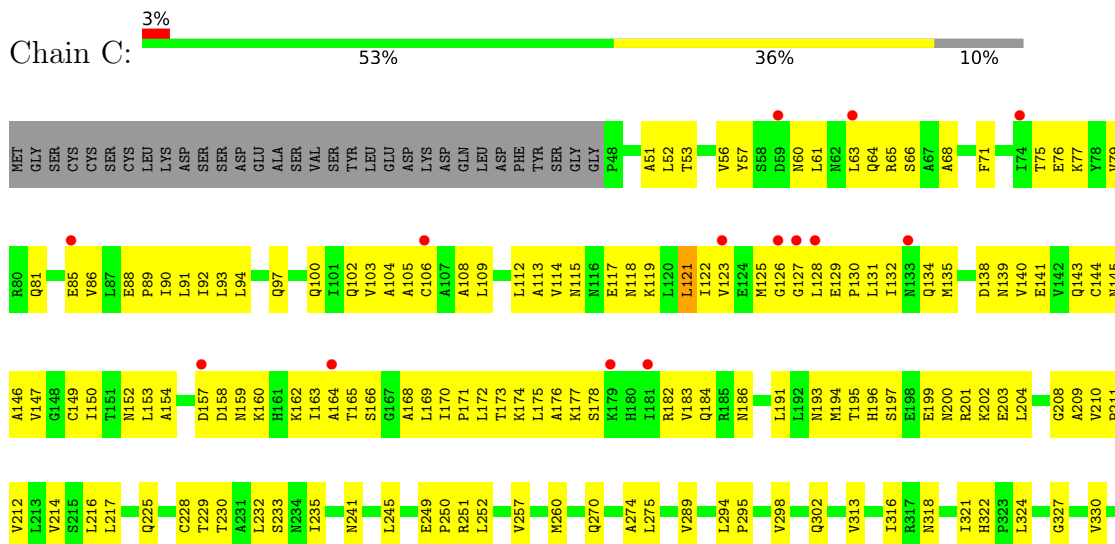 3%
Chain C:
53% 36% 10%
MET GLY SER CYS CYS SER CYS LEU LYS ASP SER SER ASP GLU ALA SER VAL SER TYR LEU GLU ASP LYS ASP GLN LEU ASP PHE TYR SER GLY GLY P48 A51 L52 T53 V56 Y57 S58 D59 N60 L61 N62 L63 Q64 R65 S66 A67 A68 F71 I74 T75 E76 K77 Y78 V79
R80 Q81 E85 V86 L87 E88 P89 I90 L91 I92 L93 L94 Q97 Q100 I101 Q102 V103 A104 A105 C106 A107 A108 L109 L112 A113 V114 N115 N116 E117 N118 K119 L120 L121 I122 V123 E124 M125 G126 G127 L128 E129 P130 L131 I132 N133 Q134 M135 D138 N139 V140 E141 V142 Q143 C144 N145
A146 V147 G148 C149 I150 T151 N152 L153 A154 D157 D158 N159 K160 H161 K162 I163 A164 T165 S166 G167 A168 L169 I170 P171 L172 T173 K174 L175 A176 K177 S178 K179 H180 I181 R182 V183 Q184 R185 N186 L191 L192 N193 M194 T195 H196 S197 E198 E199 N200 R201 K202 E203 L204 G208 A209 V210 P211
V212 L213 V214 S215 L216 L217 Q225 C228 T229 T230 A231 L232 S233 N234 I235 N241 L245 E249 P250 R251 L252 V257 M260 Q270 A274 L275 V289 L294 P295 V298 Q302 V313 I316 R317 N318 I321 H322 P323 L324 G327 V330